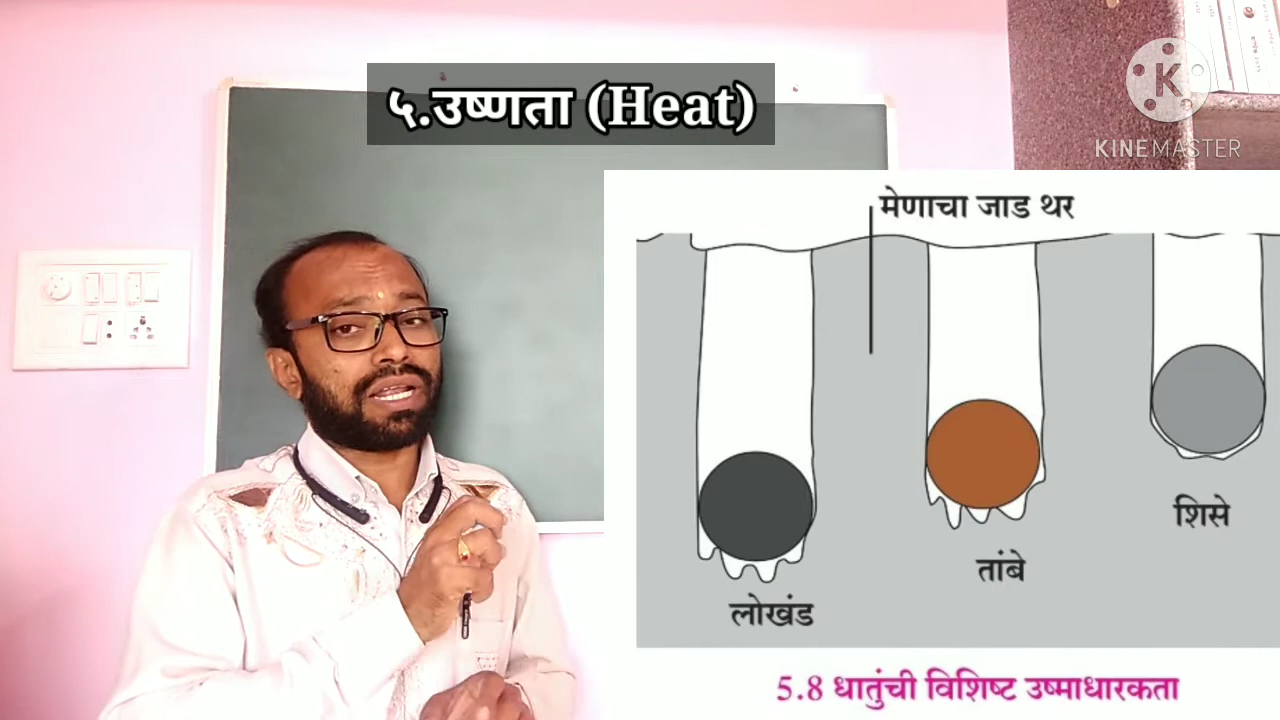 ५.उष्णता (Heat)
K
KINEMASTER
मेणाचा जाड थर
शिसे
तांबे
लोखंड
5.8 धातुंची विशिष्ट उष्माधारकता